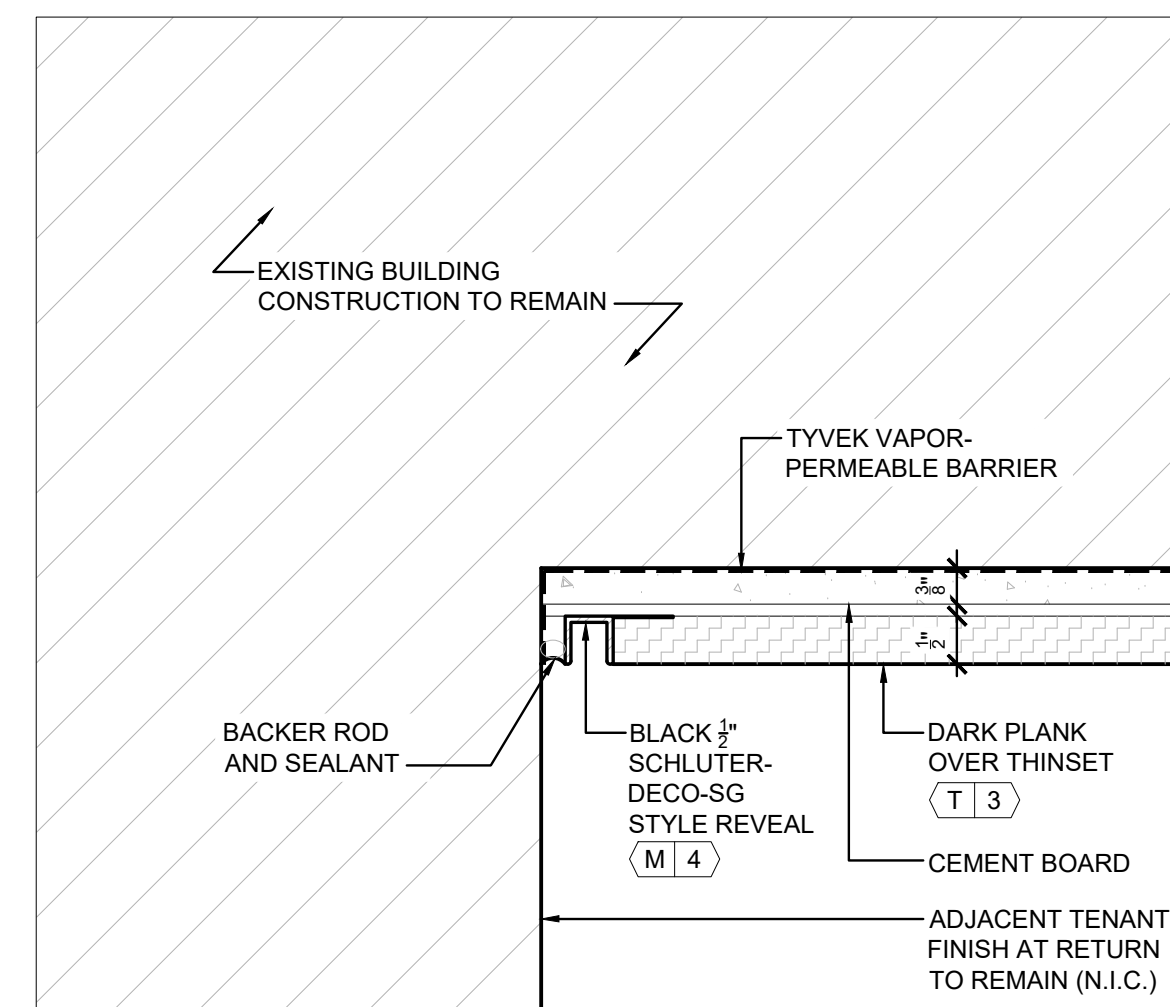 EXISTING BUILDING
CONSTRUCTION TO REMAIN
TYVEK VAPOR-
PERMEABLE BARRIER
3/8"
1/2"
BACKER ROD
AND SEALANT
BLACK 1/2"
SCHLUTER-
DECO-SG
STYLE REVEAL
M 4
DARK PLANK
OVER THINSET
T 3
CEMENT BOARD
ADJACENT TENANT
FINISH AT RETURN
TO REMAIN (N.I.C.)